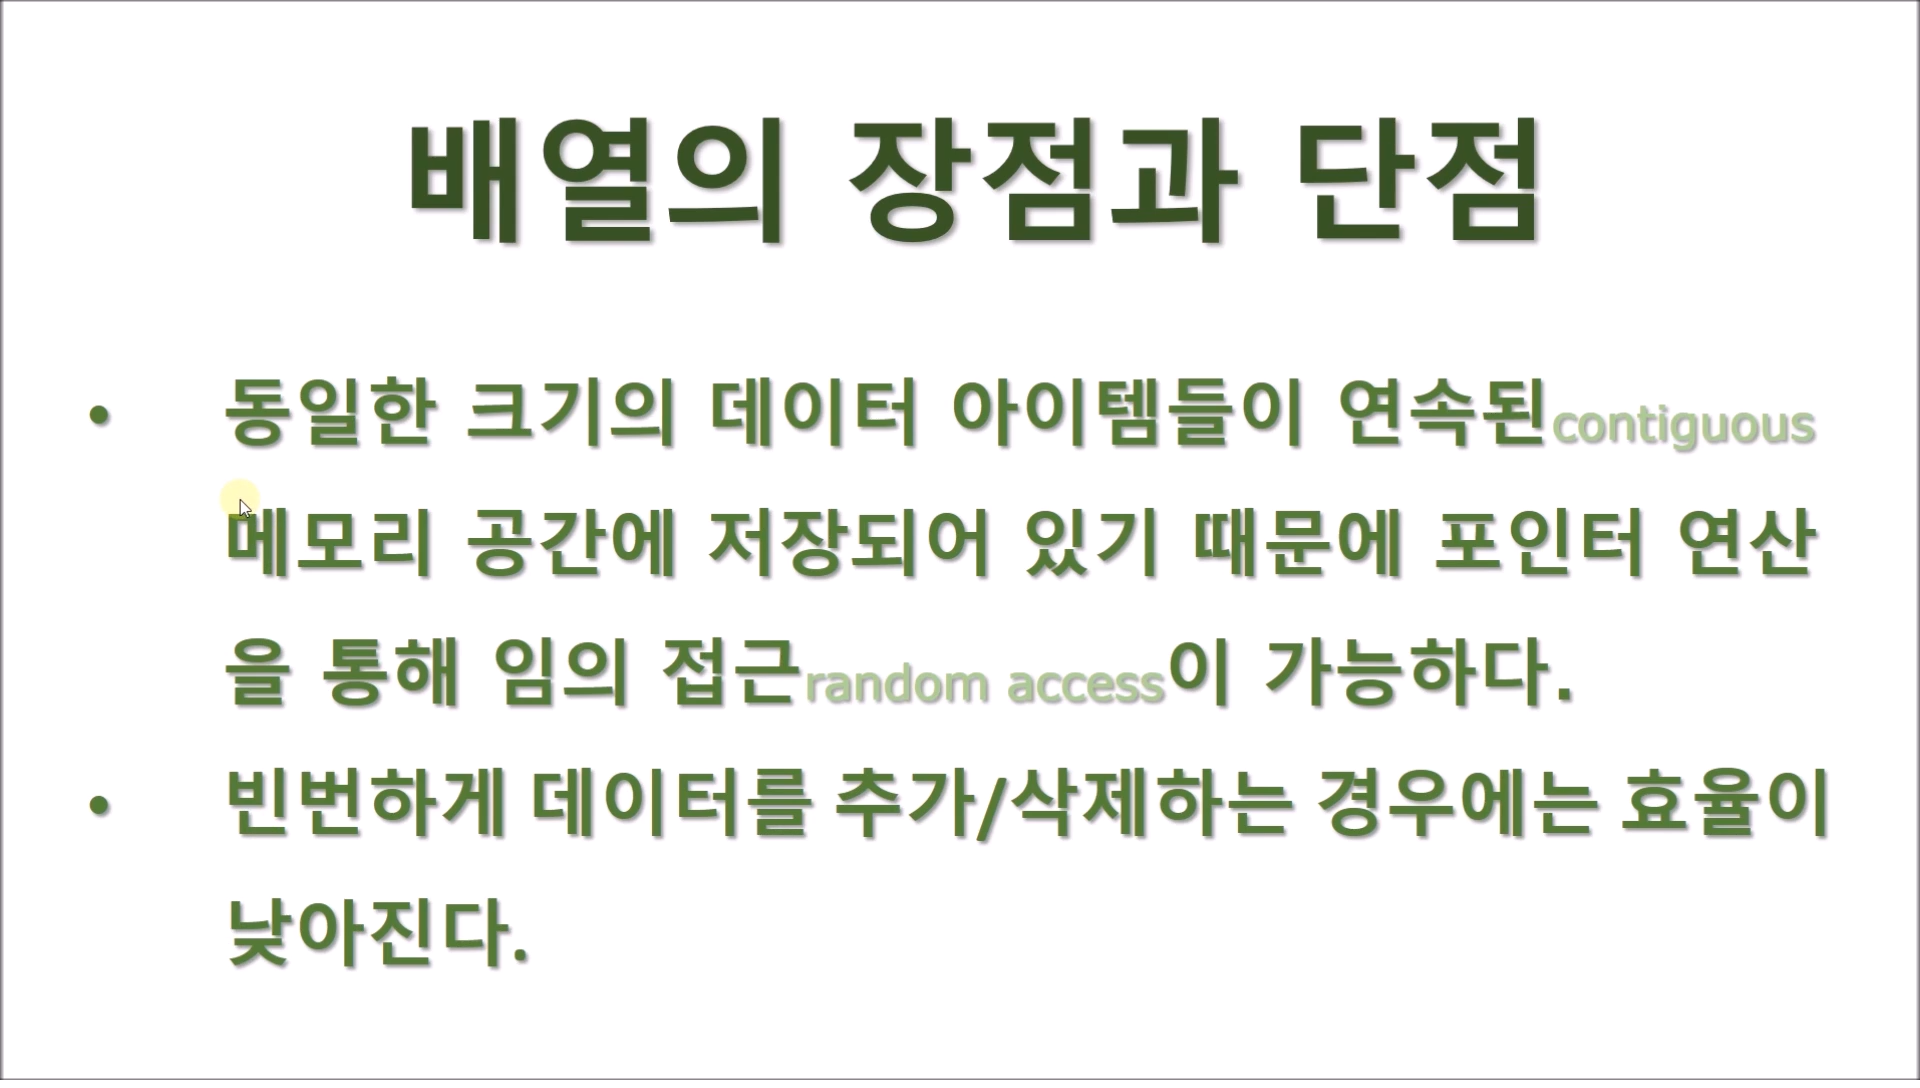 배열의 장점과 단점
• 동일한 크기의 데이터 아이템들이 연속된contiguous
메모리 공간에 저장되어 있기 때문에 포인터 연산
을 통해 임의 접근random access이 가능하다.
• 빈번하게 데이터를 추가/삭제하는 경우에는 효율이
낮아진다.